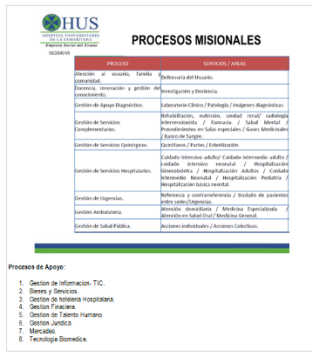 HUS
HOSPITAL UNIVERSITARIO
DE LA SAMARITANA
Empresa Social del Estado
PROCESOS MISIONALES
PROCESO
SERVICIOS / AREAS
Atención al usuario, familia y
comunidad.
Defensoría del Usuario.
Docencia, innovación y gestión del
conocimiento.
Investigación y Docencia.
Gestión de Apoyo Diagnóstico.
Laboratorio Clínico / Patología / Imágenes diagnósticas.
Gestión de Servicios
Complementarios.
Rehabilitación, nutrición, unidad renal/ radiología
intervencionista / Farmacia / Salud Mental /
Procedimientos en Salas especiales / Gases Medicinales
/ Banco de Sangre.
Gestión de Servicios Quirúrgicos.
Quirófanos / Partos / Esterilización.
Gestión de Servicios Hospitalarios.
Cuidado Intensivo adulto/ Cuidado intermedio adulto /
cuidado intensivo neonatal / Hospitalización
Ginecobstetra / Hospitalización Adultos / Cuidado
Intermedio Neonatal / Hospitalización Pediatría /
Hospitalización básica neontal.
Gestión de Urgencias.
Referencia y contrarreferencia / traslado de pacientes
entre sedes/Urgencias.
Gestión Ambulatoria.
Atención domiciliaria / Medicina Especializada /
Atención en Salud Oral / Medicina General.
Gestión de Salud Pública.
Acciones individuales / Acciones Colectivas.
Procesos de Apoyo:
1. Gestion de Informacion- TIC.
2. Bienes y Servicios.
3. Gestion de hoteleria Hospitalaria.
4. Gestion Finaciera.
5. Gestion de Talento Humano.
6. Gestion Juridica.
7. Mercadeo.
8. Tecnologia Biomedica.